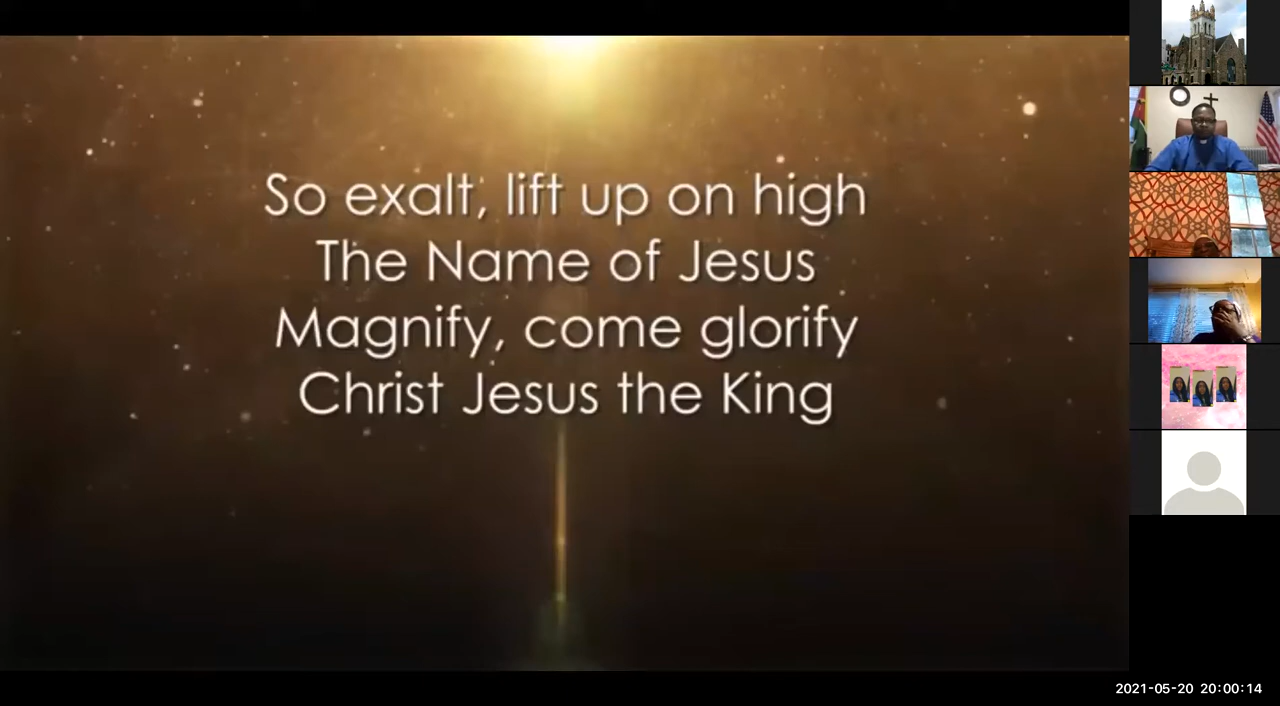 So exalt, lift up on high
The Name of Jesus
Magnify, come glorify
Christ Jesus the King
2021-05-20 20:00:14